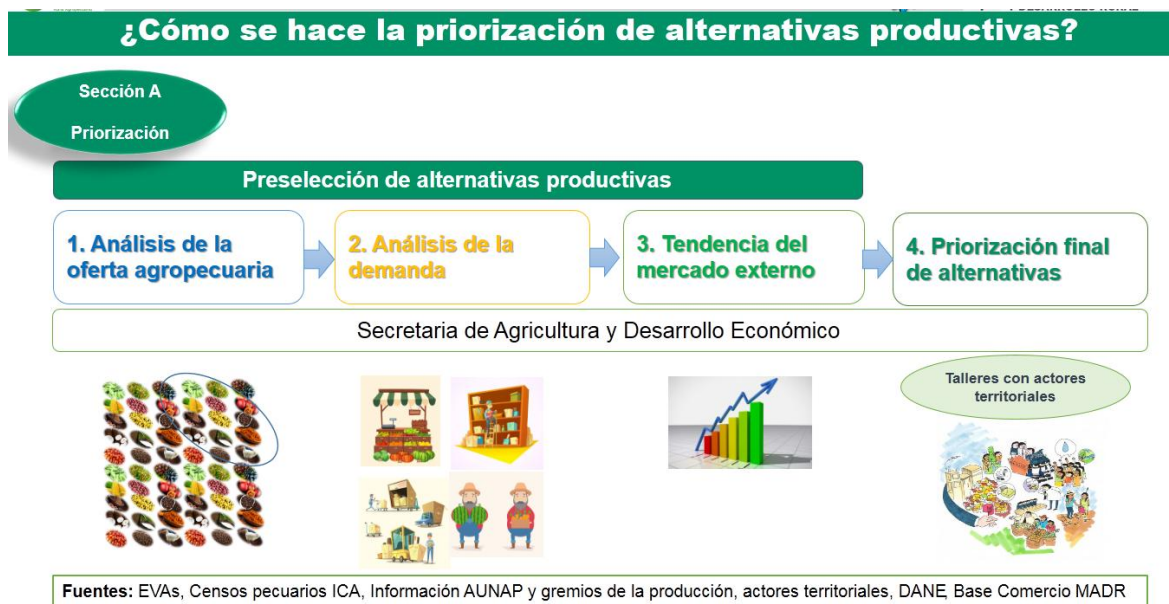 Y DESARROLLO RURAL
¿Cómo se hace la priorización de alternativas productivas?
Sección A
Priorización
Preselección de alternativas productivas
1. Análisis de la
oferta agropecuaria
2. Análisis de la
demanda
3. Tendencia del
mercado externo
4. Priorización final
de alternativas
Secretaria de Agricultura y Desarrollo Económico
Talleres con actores
territoriales
Fuentes: EVAs, Censos pecuarios ICA, Información AUNAP y gremios de la producción, actores territoriales, DANE, Base Comercio MADR